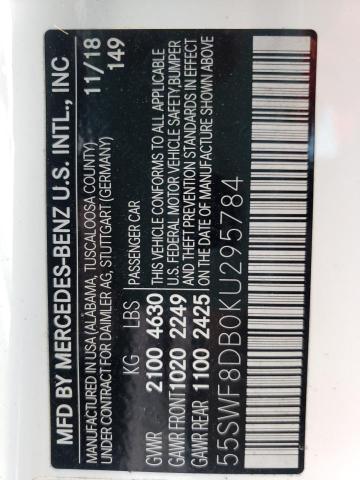 MFD BY MERCEDES-BENZ U.S. INTL., INC
MANUFACTURED IN USA (ALABAMA, TUSCALOOSA COUNTY) 11/18
UNDER CONTRACT FOR DAIMLER AG, STUTTGART (GERMANY) 149
KG LBS PASSENGER CAR
GVWR 2100 4630 THIS VEHICLE CONFORMS TO ALL APPLICABLE
GAWR FRONT 1020 2249 U.S. FEDERAL MOTOR VEHICLE SAFETY, BUMPER
GAWR REAR 1100 2425 AND THEFT PREVENTION STANDARDS IN EFFECT
ON THE DATE OF MANUFACTURE SHOWN ABOVE
55SWF8DB0KU295784